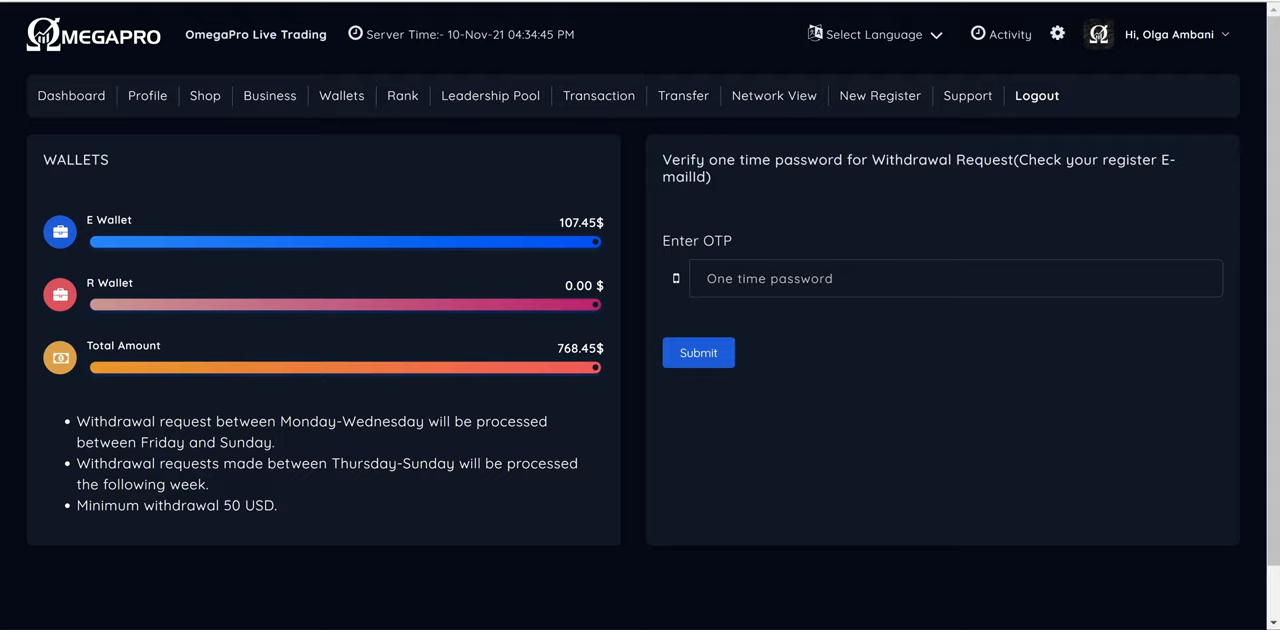 ΩMEGAPRO
OmegaPro Live Trading
Server Time:- 10-Nov-21 04:34:45 PM
Select Language
Activity
Hi, Olga Ambani
Dashboard
Profile
Shop
Business
Wallets
Rank
Leadership Pool
Transaction
Transfer
Network View
New Register
Support
Logout
WALLETS
E Wallet
107.45$
R Wallet
0.00 $
Total Amount
768.45$
• Withdrawal request between Monday-Wednesday will be processed
between Friday and Sunday.
• Withdrawal requests made between Thursday-Sunday will be processed
the following week.
• Minimum withdrawal 50 USD.
Verify one time password for Withdrawal Request(Check your register E-
mailId)
Enter OTP
One time password
Submit